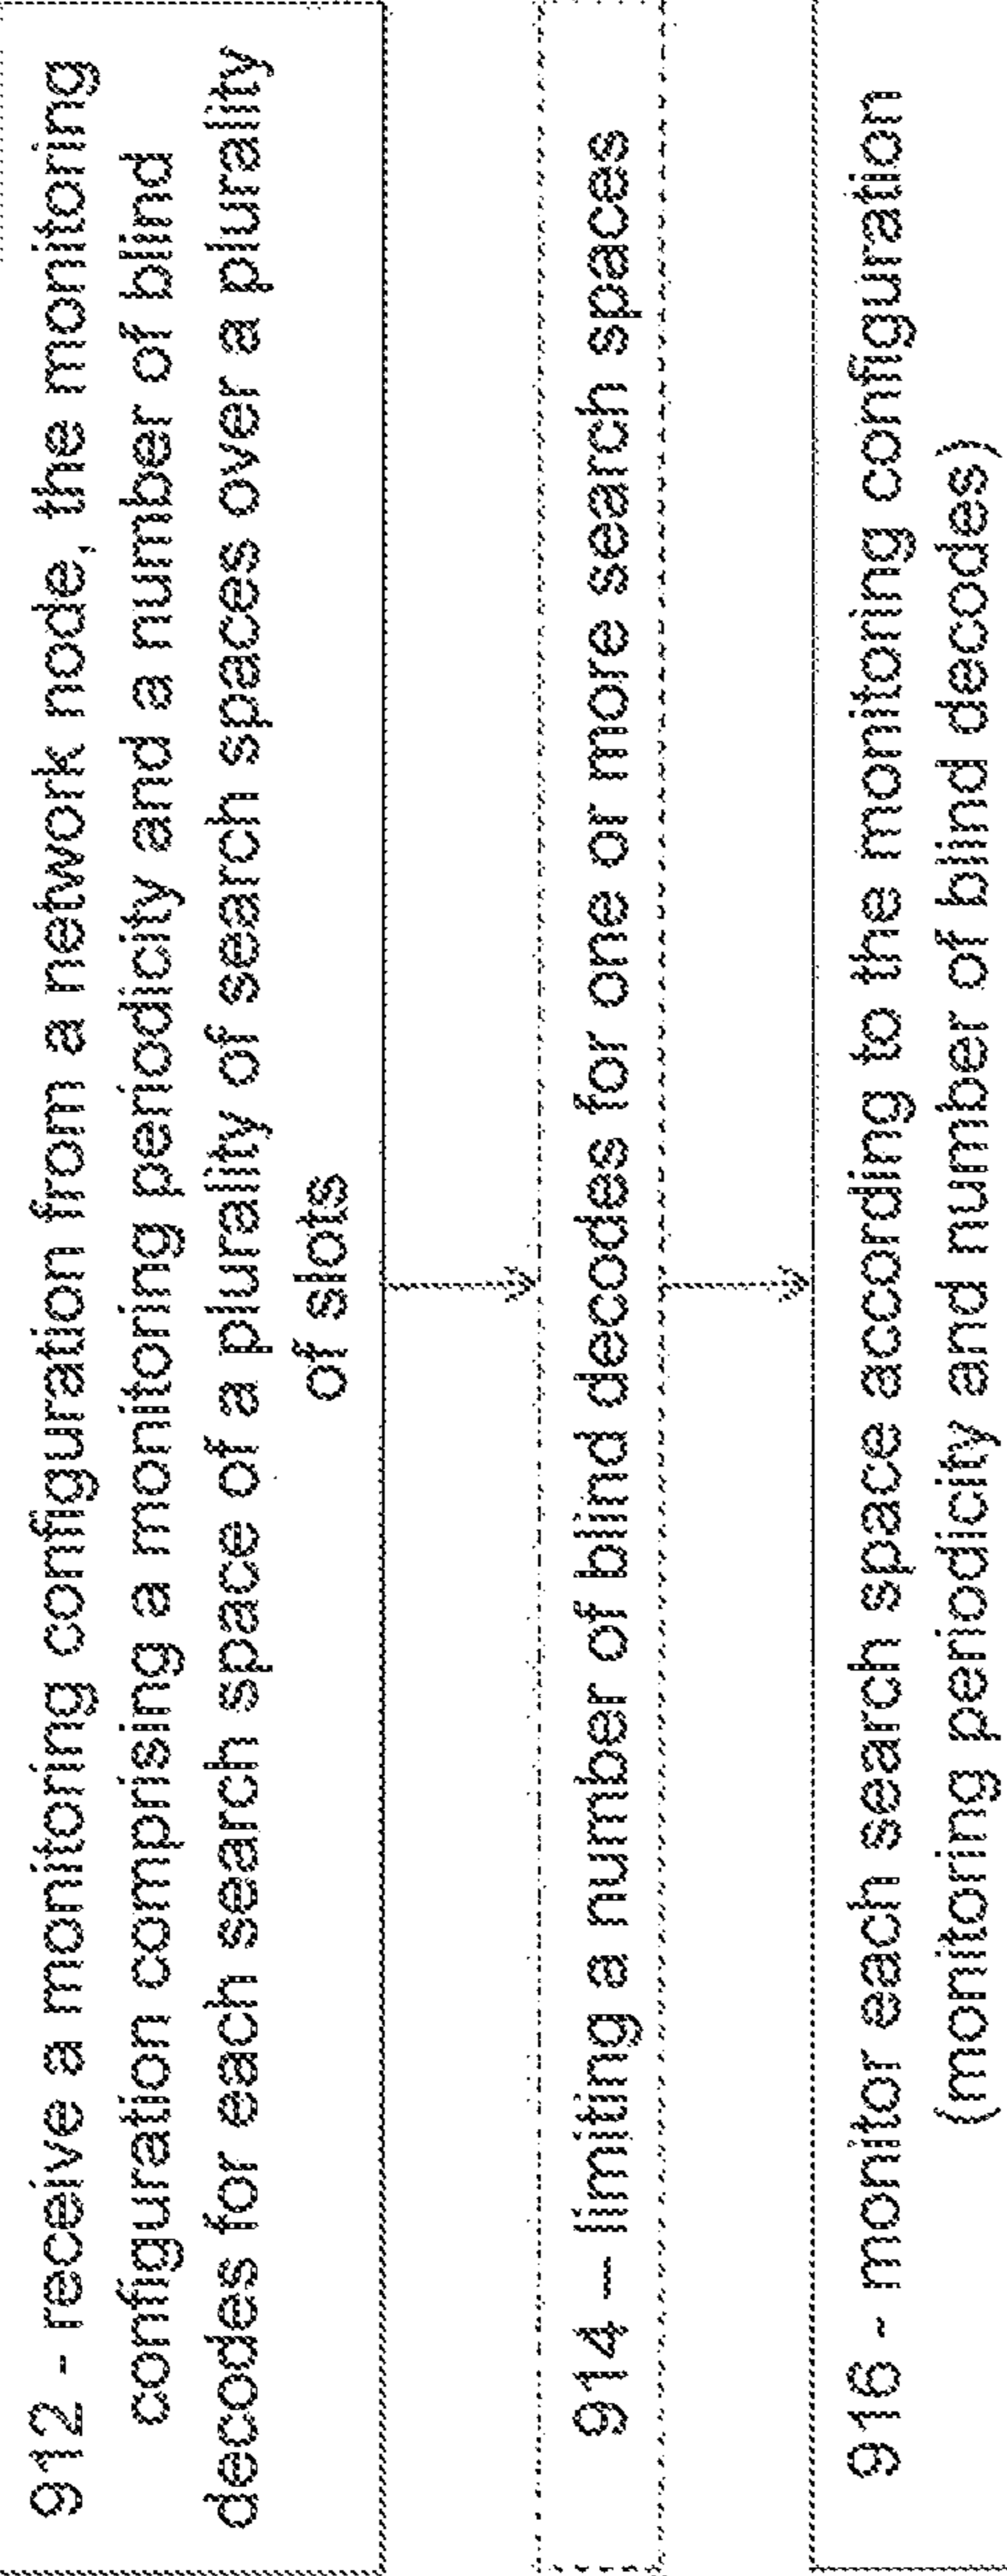 912 - receive a monitoring configuration from a network node, the monitoring
configuration comprising a monitoring periodicity and a number of blind
decodes for each search space of a plurality of search spaces over a plurality
of slots
914 – limiting a number of blind decodes for one or more search spaces
916 - monitor each search space according to the monitoring configuration
(monitoring periodicity and number of blind decodes)